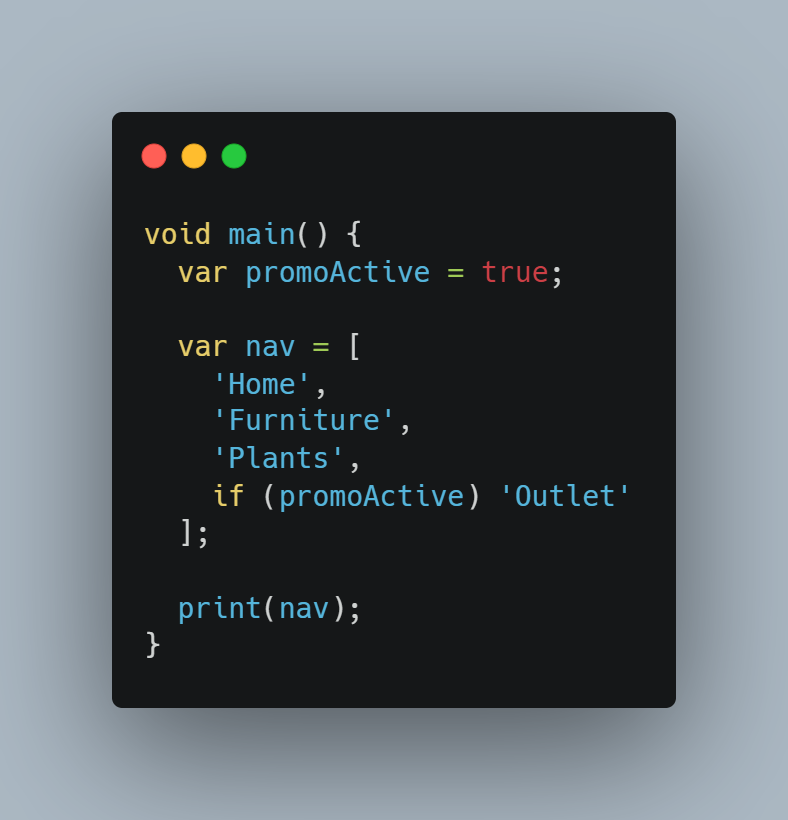 void main() {
  var promoActive = true;

  var nav = [
    'Home',
    'Furniture',
    'Plants',
    if (promoActive) 'Outlet'
  ];

  print(nav);
}